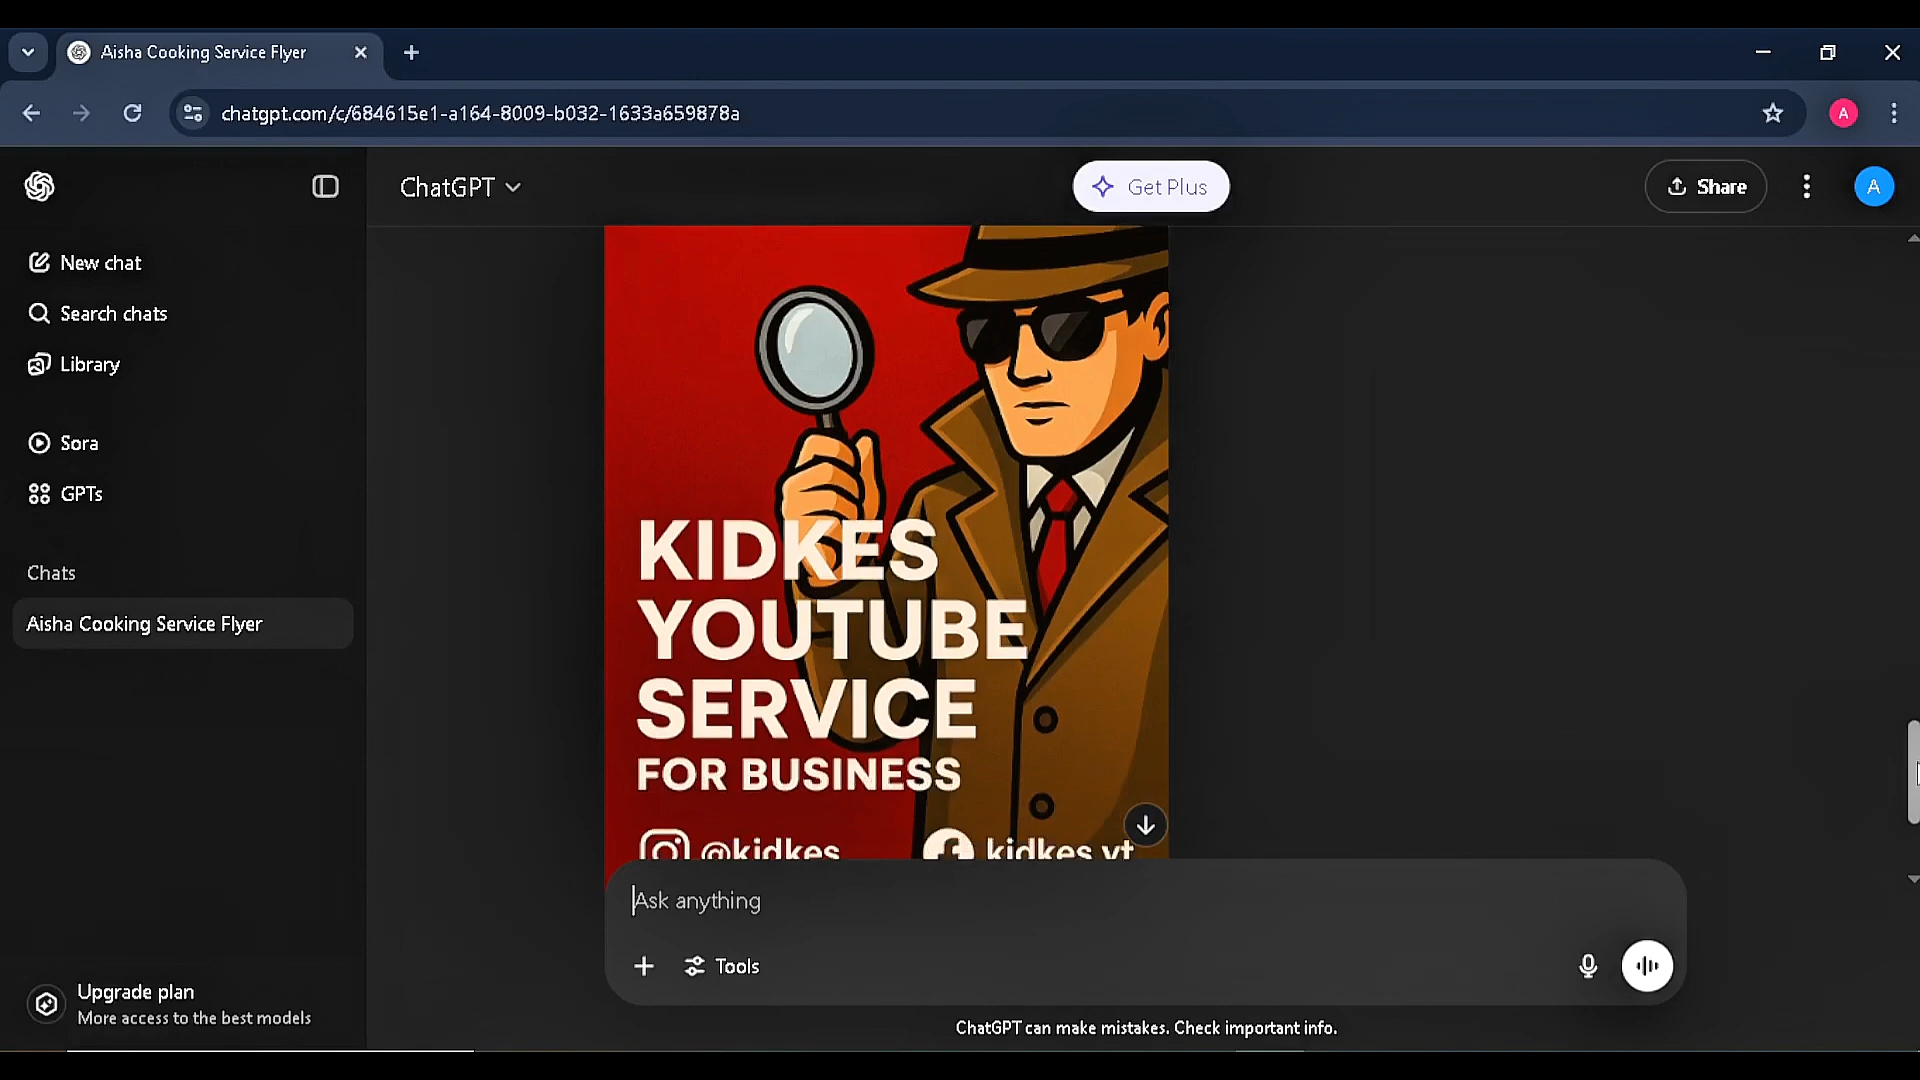 Aisha Cooking Service Flyer
chatgpt.com/c/684615e1-a164-8009-b032-1633a659878a
A
ChatGPT
Get Plus
Share
A
New chat
Search chats
Library
Sora
GPTs
Chats
Aisha Cooking Service Flyer
KIDKES
YOUTUBE
SERVICE
FOR BUSINESS
@kidkes
kidkes yt
Ask anything
Tools
Upgrade plan
More access to the best models
ChatGPT can make mistakes. Check important info.